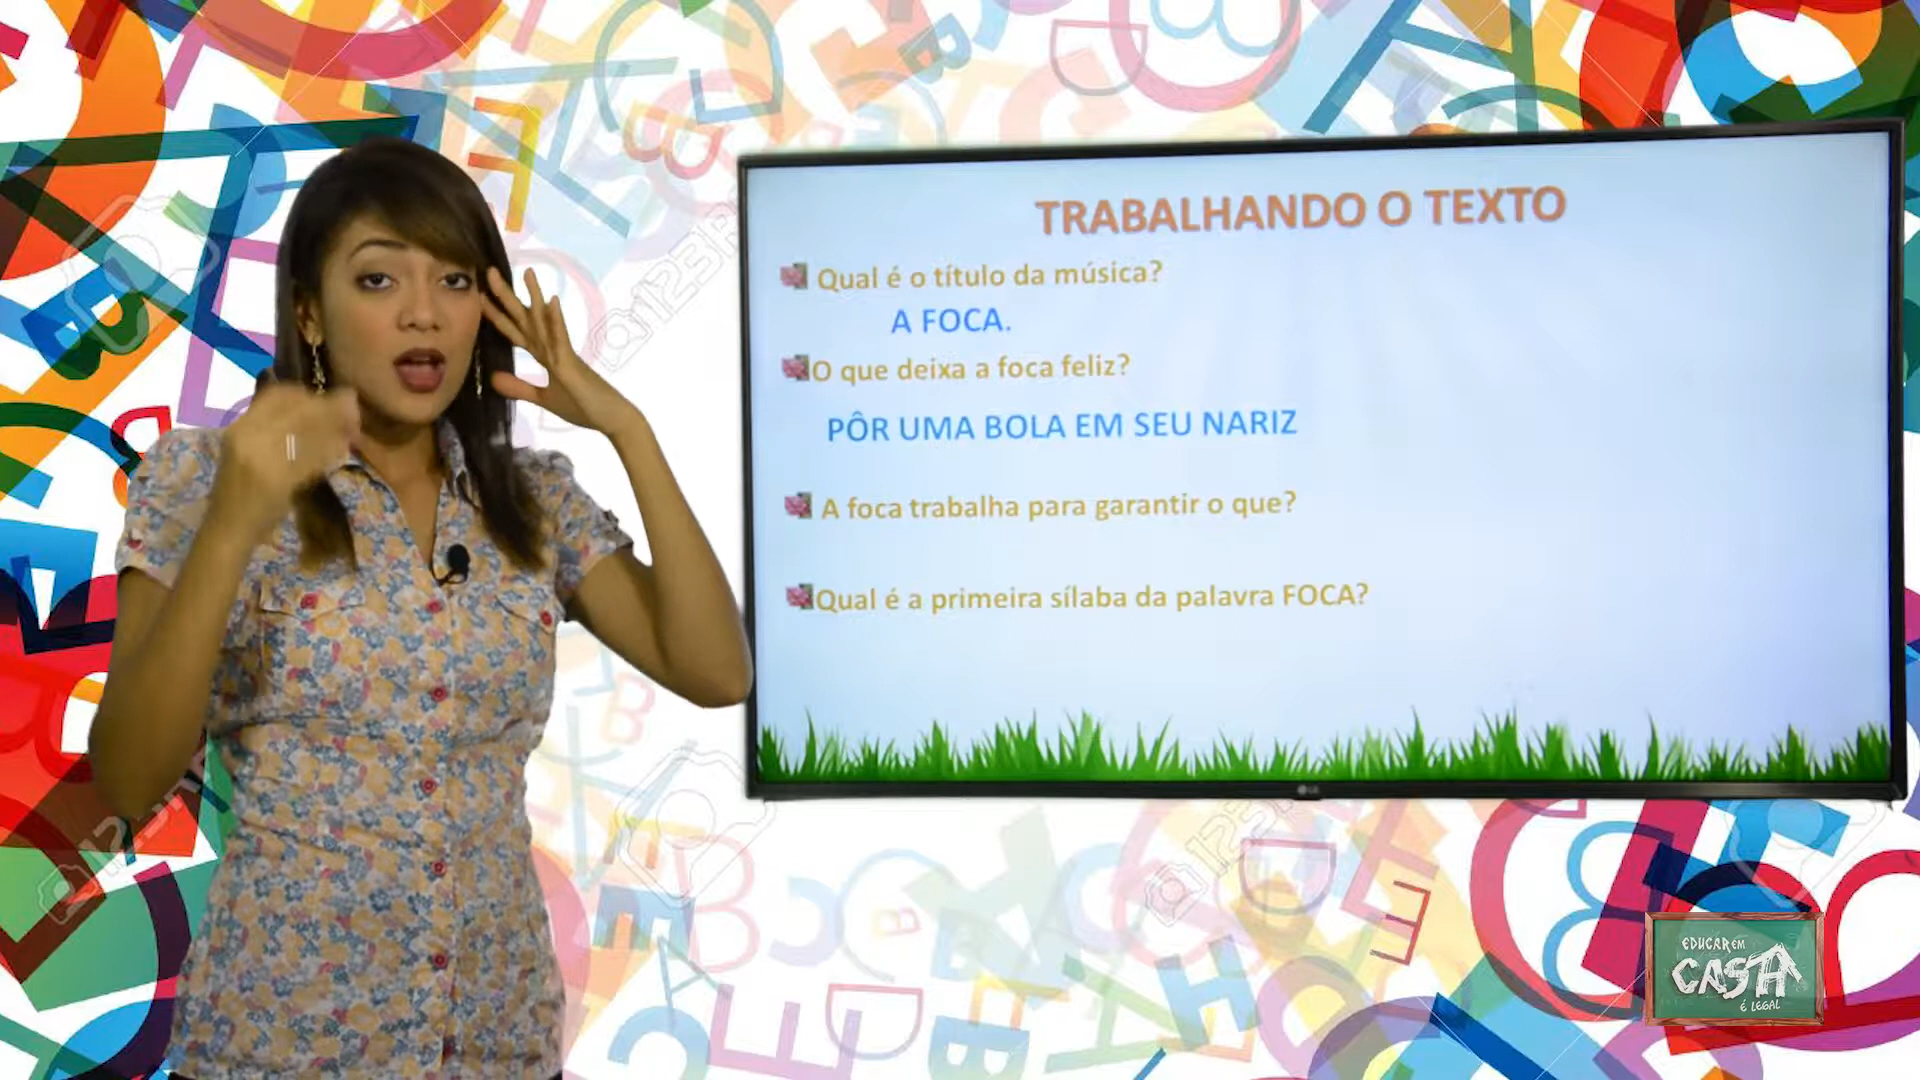 TRABALHANDO O TEXTO
Qual é o título da música?
A FOCA.
O que deixa a foca feliz?
PÔR UMA BOLA EM SEU NARIZ
A foca trabalha para garantir o que?
Qual é a primeira sílaba da palavra FOCA?
LG
EDUCAR EM
CASA
É LEGAL